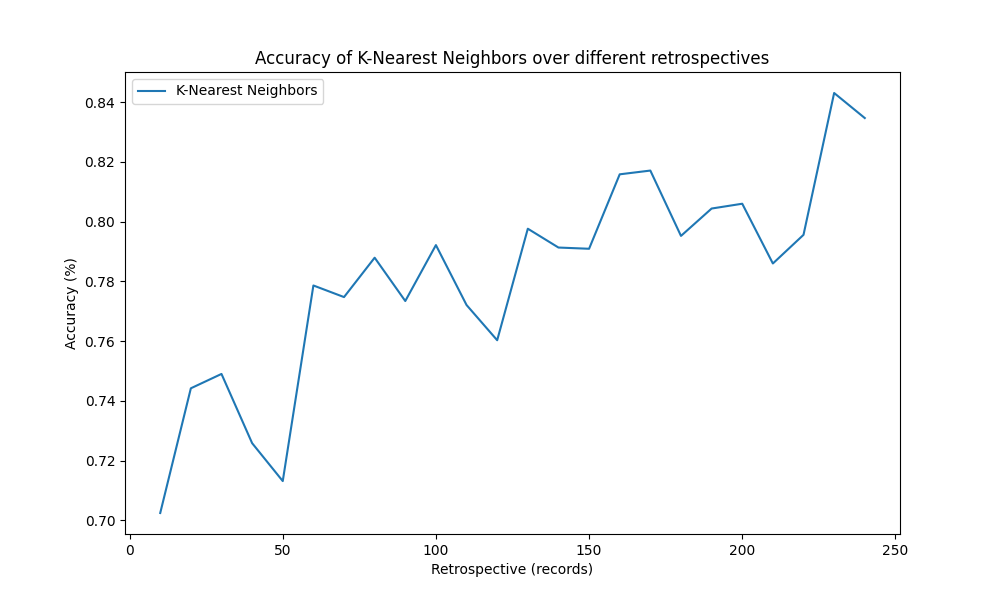 Accuracy of K-Nearest Neighbors over different retrospectives
K-Nearest Neighbors
0.84
0.82
0.80
0.78
0.76
0.74
0.72
0.70
Accuracy (%)
0 50 100 150 200 250
Retrospective (records)